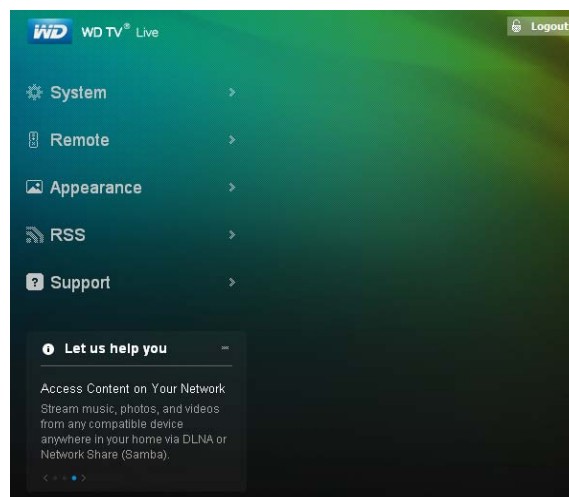 WD WD TV® Live
Logout
System
Remote
Appearance
RSS
? Support
Let us help you
Access Content on Your Network
Stream music, photos, and videos
from any compatible device
anywhere in your home via DLNA or
Network Share (Samba).